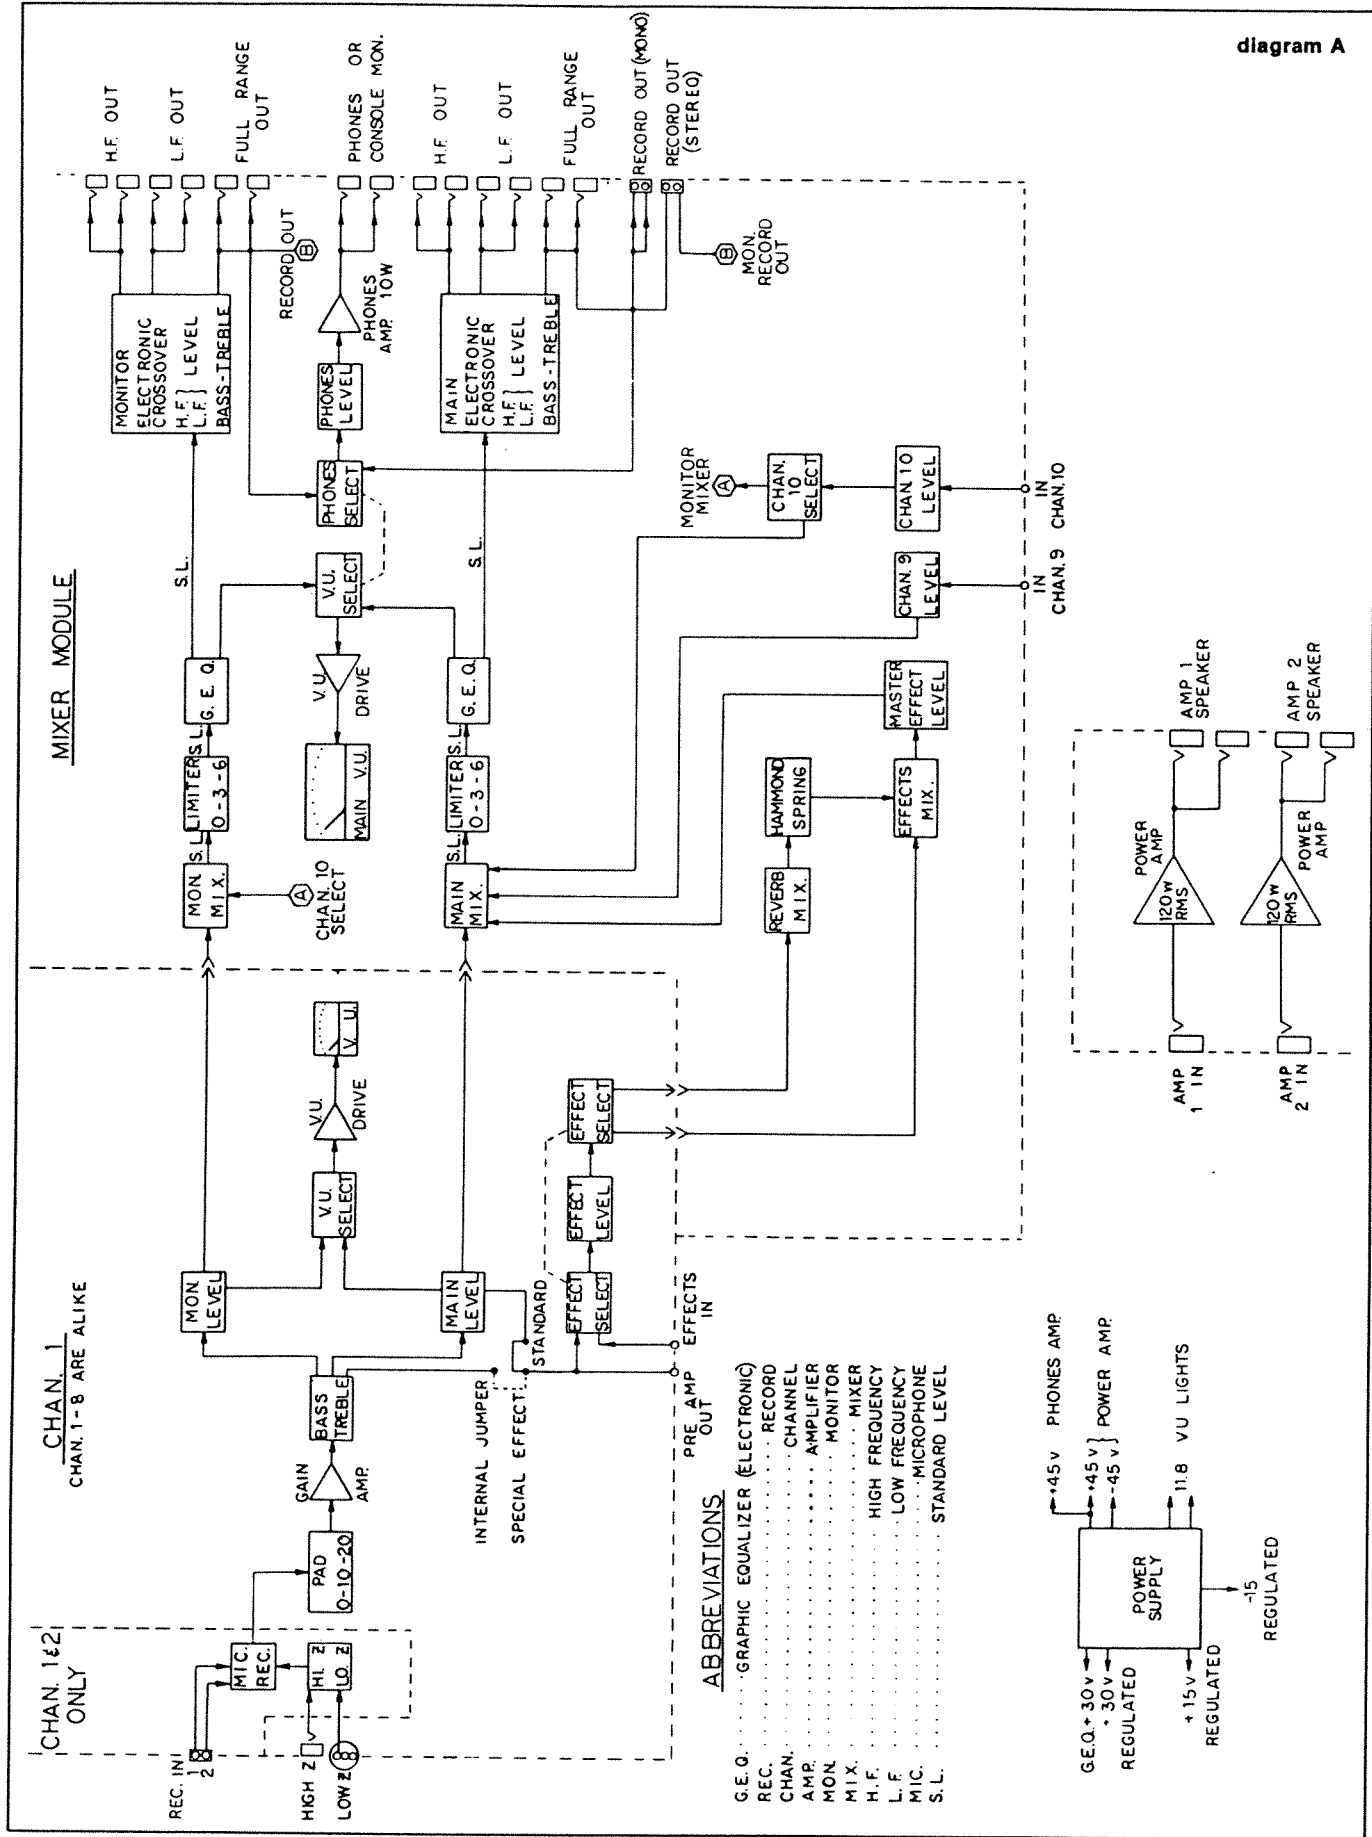 diagram A
MIXER MODULE
CHAN. 1
CHAN. 1-8 ARE ALIKE
CHAN. 1&2
ONLY
REC. IN
1
2
HIGH Z
LOW Z
MIC.
REC.
HI. Z
LO. Z
PAD
0-10-20
GAIN
AMP.
BASS
TREBLE
MON.
LEVEL
MAIN
LEVEL
V.U.
SELECT
V.U.
DRIVE
V. U.
INTERNAL JUMPER
SPECIAL EFFECT
STANDARD
EFFECT
SELECT
EFFECT
LEVEL
EFFECT
SELECT
PRE AMP
OUT
EFFECTS
IN
MON.
MIX.
S.L.
LIMITER
0-3-6
S.L.
G. E. Q.
S.L.
CHAN. 10
SELECT
A
MAIN V.U.
V.U.
DRIVE
V.U.
SELECT
PHONES
SELECT
PHONES
LEVEL
PHONES
AMP. 10W
MAIN
MIX.
S.L.
LIMITER
0-3-6
S.L.
G. E. Q.
S.L.
MONITOR
ELECTRONIC
CROSSOVER
H.F. } LEVEL
L.F. }
BASS-TREBLE
RECORD OUT
B
MAIN
ELECTRONIC
CROSSOVER
H.F. } LEVEL
L.F. }
BASS-TREBLE
H.F. OUT
L.F. OUT
FULL RANGE
OUT
PHONES OR
CONSOLE MON.
H.F. OUT
L.F. OUT
FULL RANGE
OUT
RECORD OUT (MONO)
RECORD OUT
(STEREO)
B
MON.
RECORD
OUT
MONITOR
MIXER
A
CHAN.
10
SELECT
CHAN. 10
LEVEL
IN
CHAN. 10
CHAN. 9
LEVEL
IN
CHAN. 9
REVERB
MIX.
HAMMOND
SPRING
EFFECTS
MIX.
MASTER
EFFECT
LEVEL
AMP
1 IN
120W
RMS
POWER
AMP
AMP 1
SPEAKER
AMP
2 IN
120W
RMS
POWER
AMP
AMP 2
SPEAKER
ABBREVIATIONS
G.E.Q. ..... GRAPHIC EQUALIZER (ELECTRONIC)
REC. ..................... RECORD
CHAN. ................. CHANNEL
AMP. ................ AMPLIFIER
MON. ................. MONITOR
MIX. ..................... MIXER
H.F. ........... HIGH FREQUENCY
L.F. ........... LOW FREQUENCY
MIC. ............... MICROPHONE
S.L. .......... STANDARD LEVEL
POWER
SUPPLY
+45V PHONES AMP.
+45V } POWER AMP.
-45V
11.8 VU LIGHTS
-15
REGULATED
G.E.Q. +30V
+30V
REGULATED
+15V
REGULATED